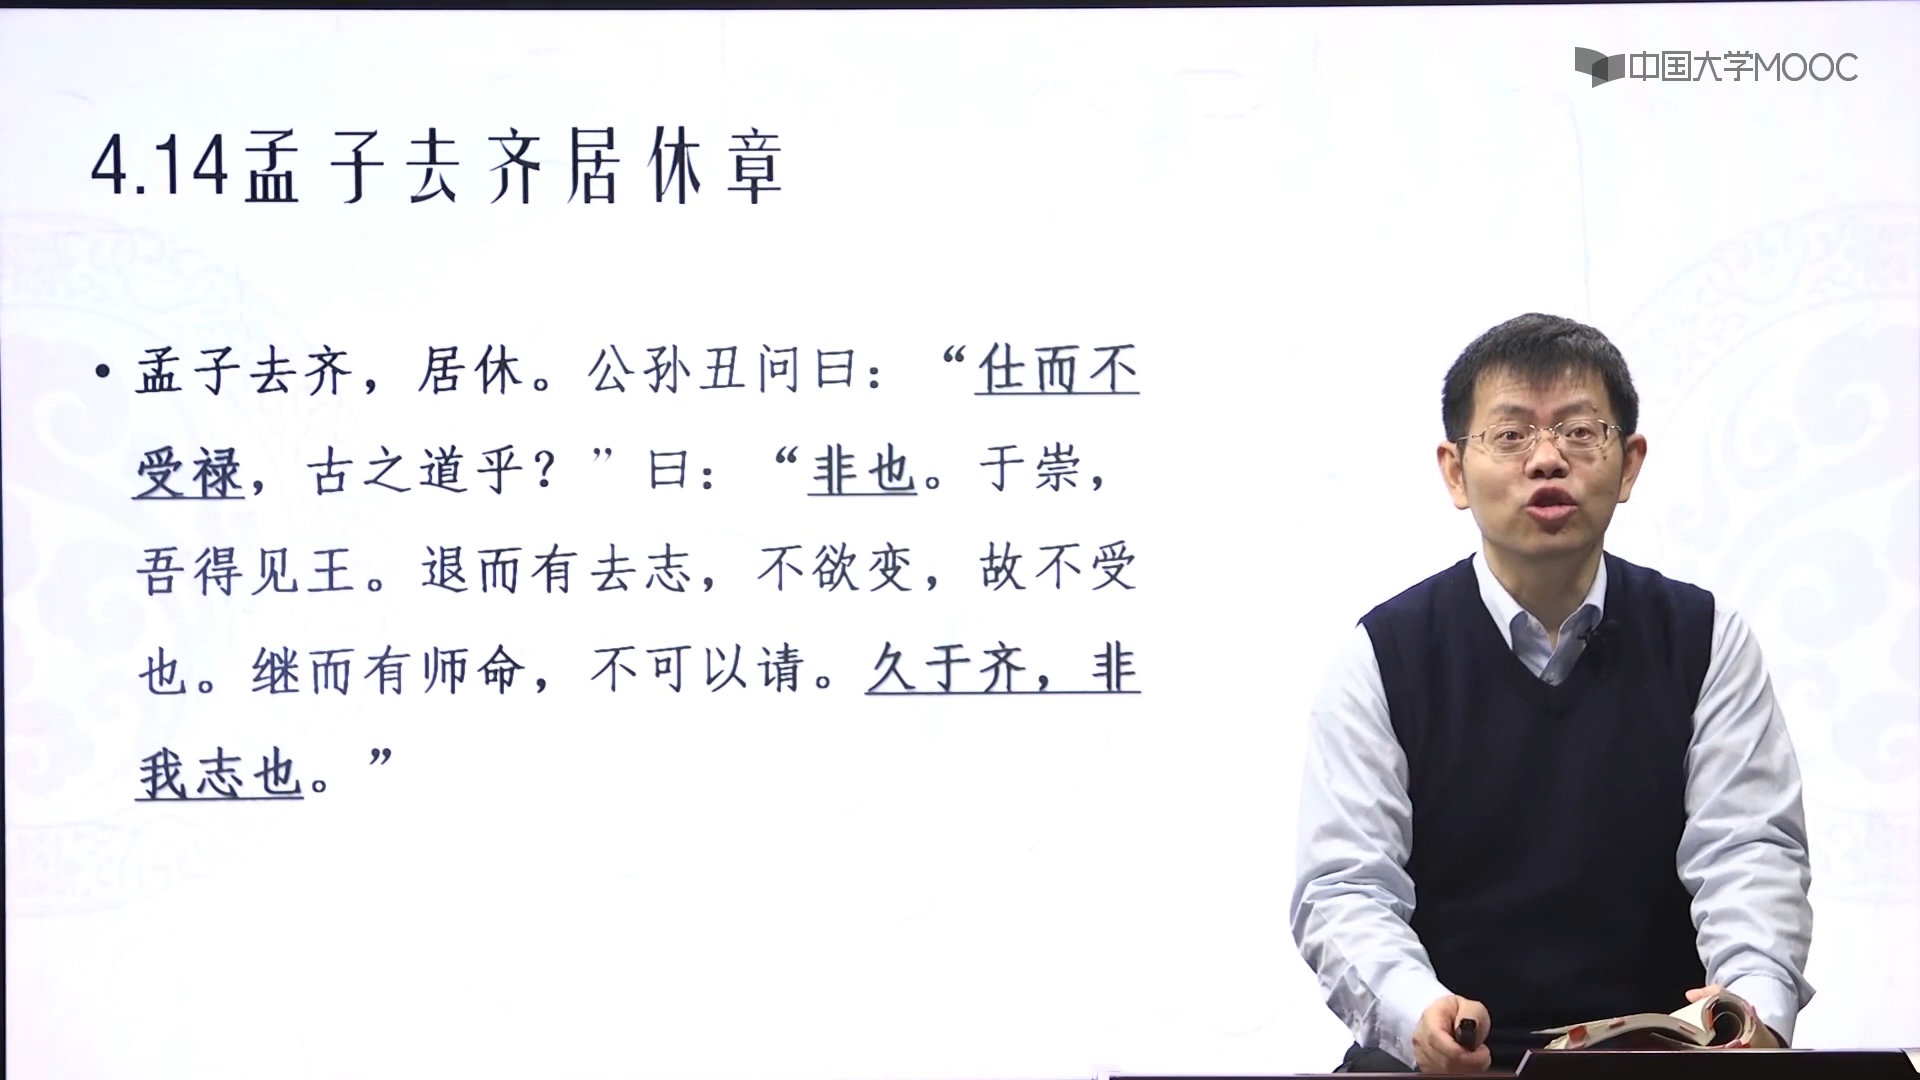 中国大学MOOC
4.14孟子去齐居休章
• 孟子去齐，居休。公孙丑问曰：“仕而不
受禄，古之道乎？”曰：“非也。于崇，
吾得见王。退而有去志，不欲变，故不受
也。继而有师命，不可以请。久于齐，非
我志也。”